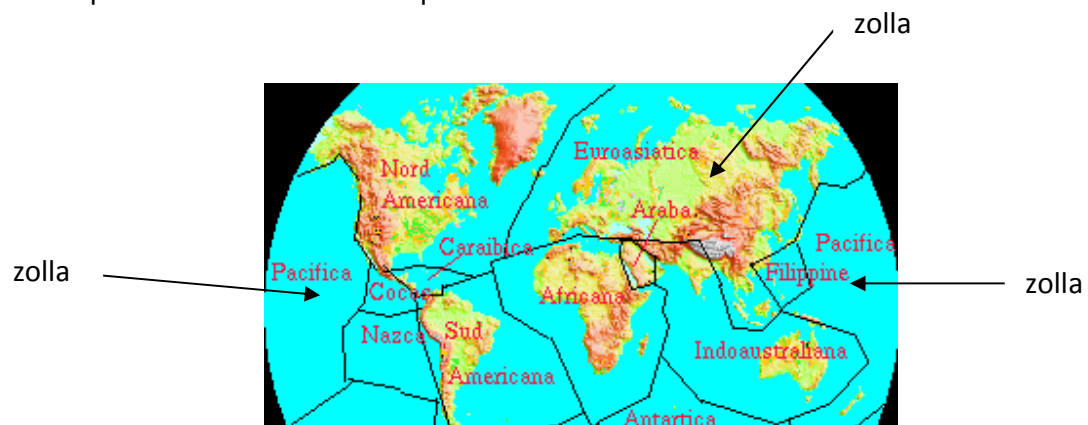 zolla
Euroasiatica
Nord
Americana
Araba
Caraibica
Pacifica
zolla
Pacifica
Filippine
zolla
Cocos
Africana
Nazca
Sud
Indoaustraliana
Americana
Antartica